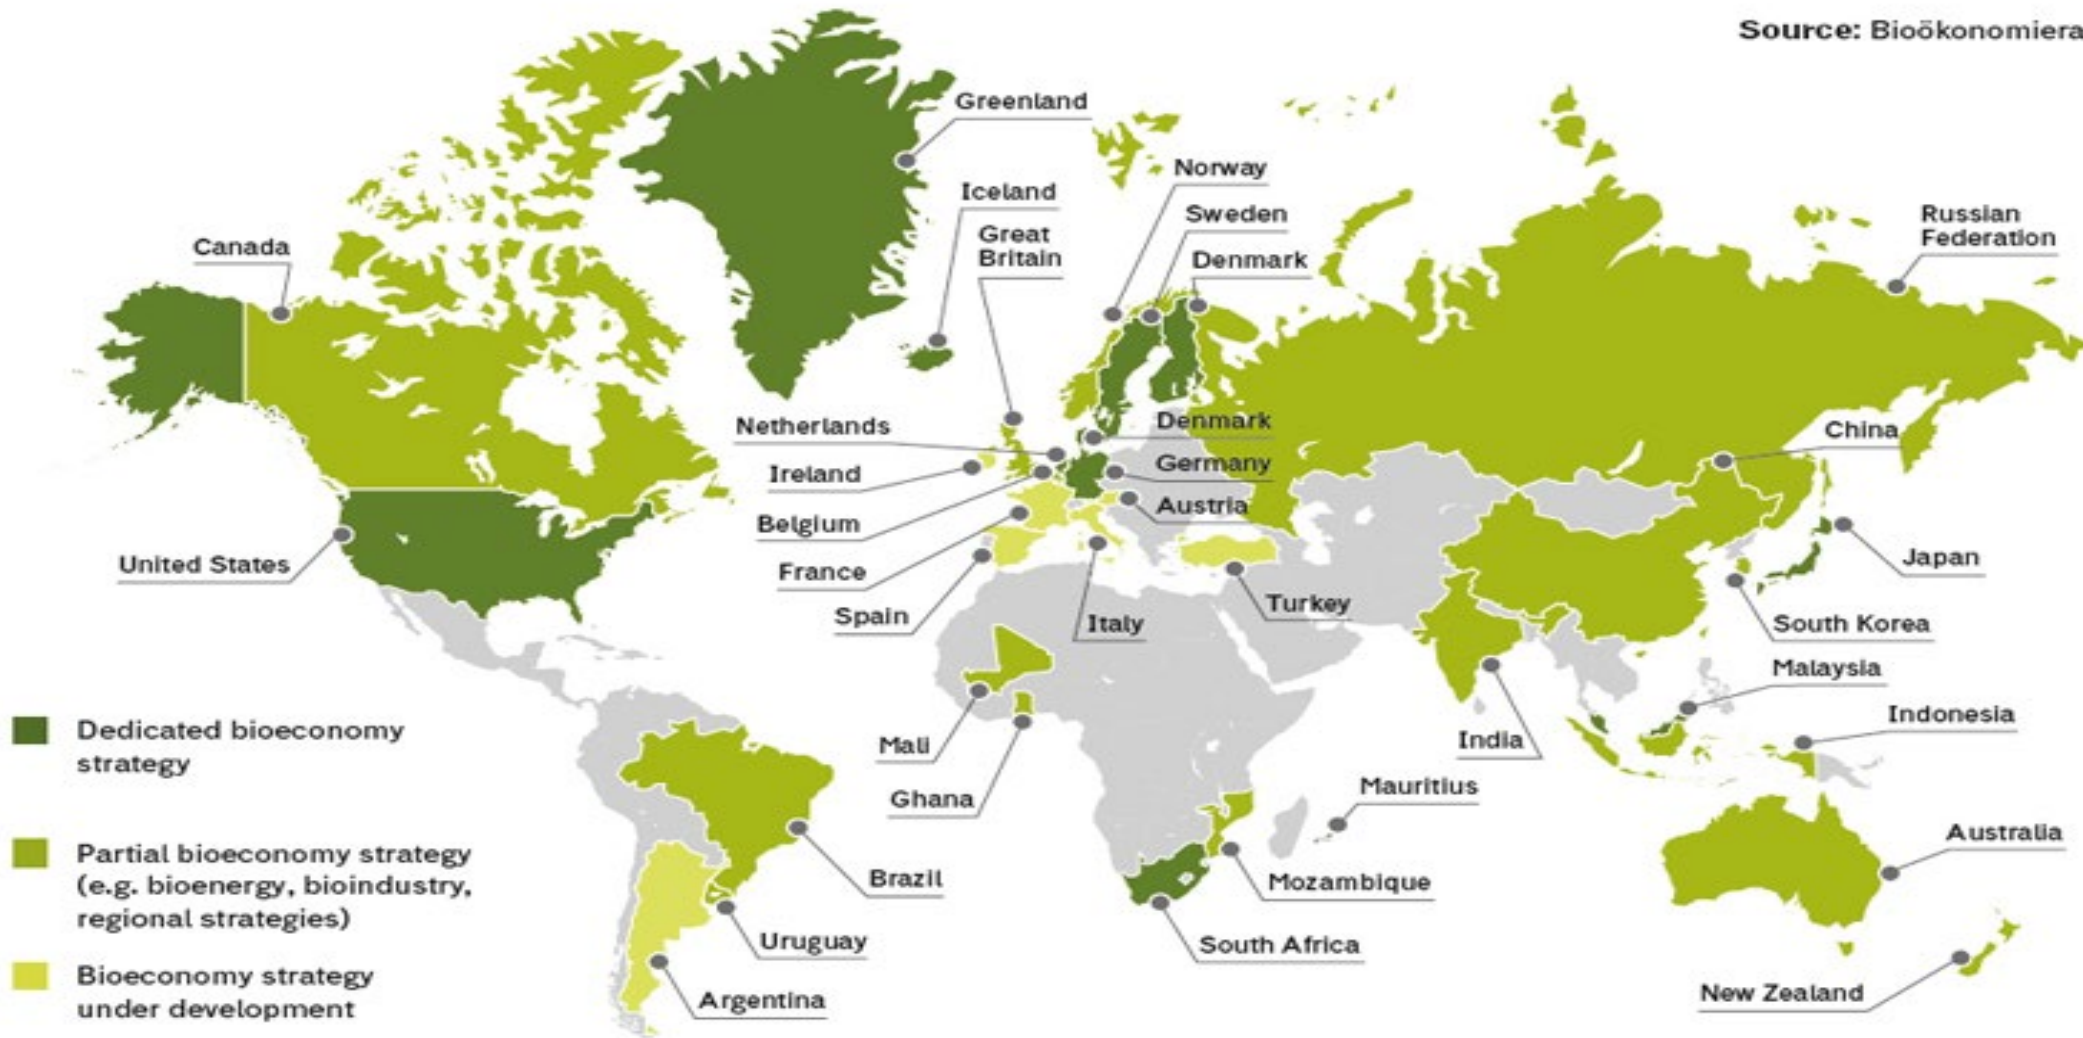 Source: Bioökonomiera
Greenland
Iceland
Great
Britain
Norway
Sweden
Denmark
Russian
Federation
Canada
Netherlands
Ireland
Belgium
France
Spain
Denmark
Germany
Austria
Italy
Turkey
China
Japan
South Korea
Malaysia
Indonesia
India
United States
Mali
Ghana
Mauritius
Mozambique
South Africa
Australia
New Zealand
Brazil
Uruguay
Argentina
Dedicated bioeconomy
strategy
Partial bioeconomy strategy
(e.g. bioenergy, bioindustry,
regional strategies)
Bioeconomy strategy
under development